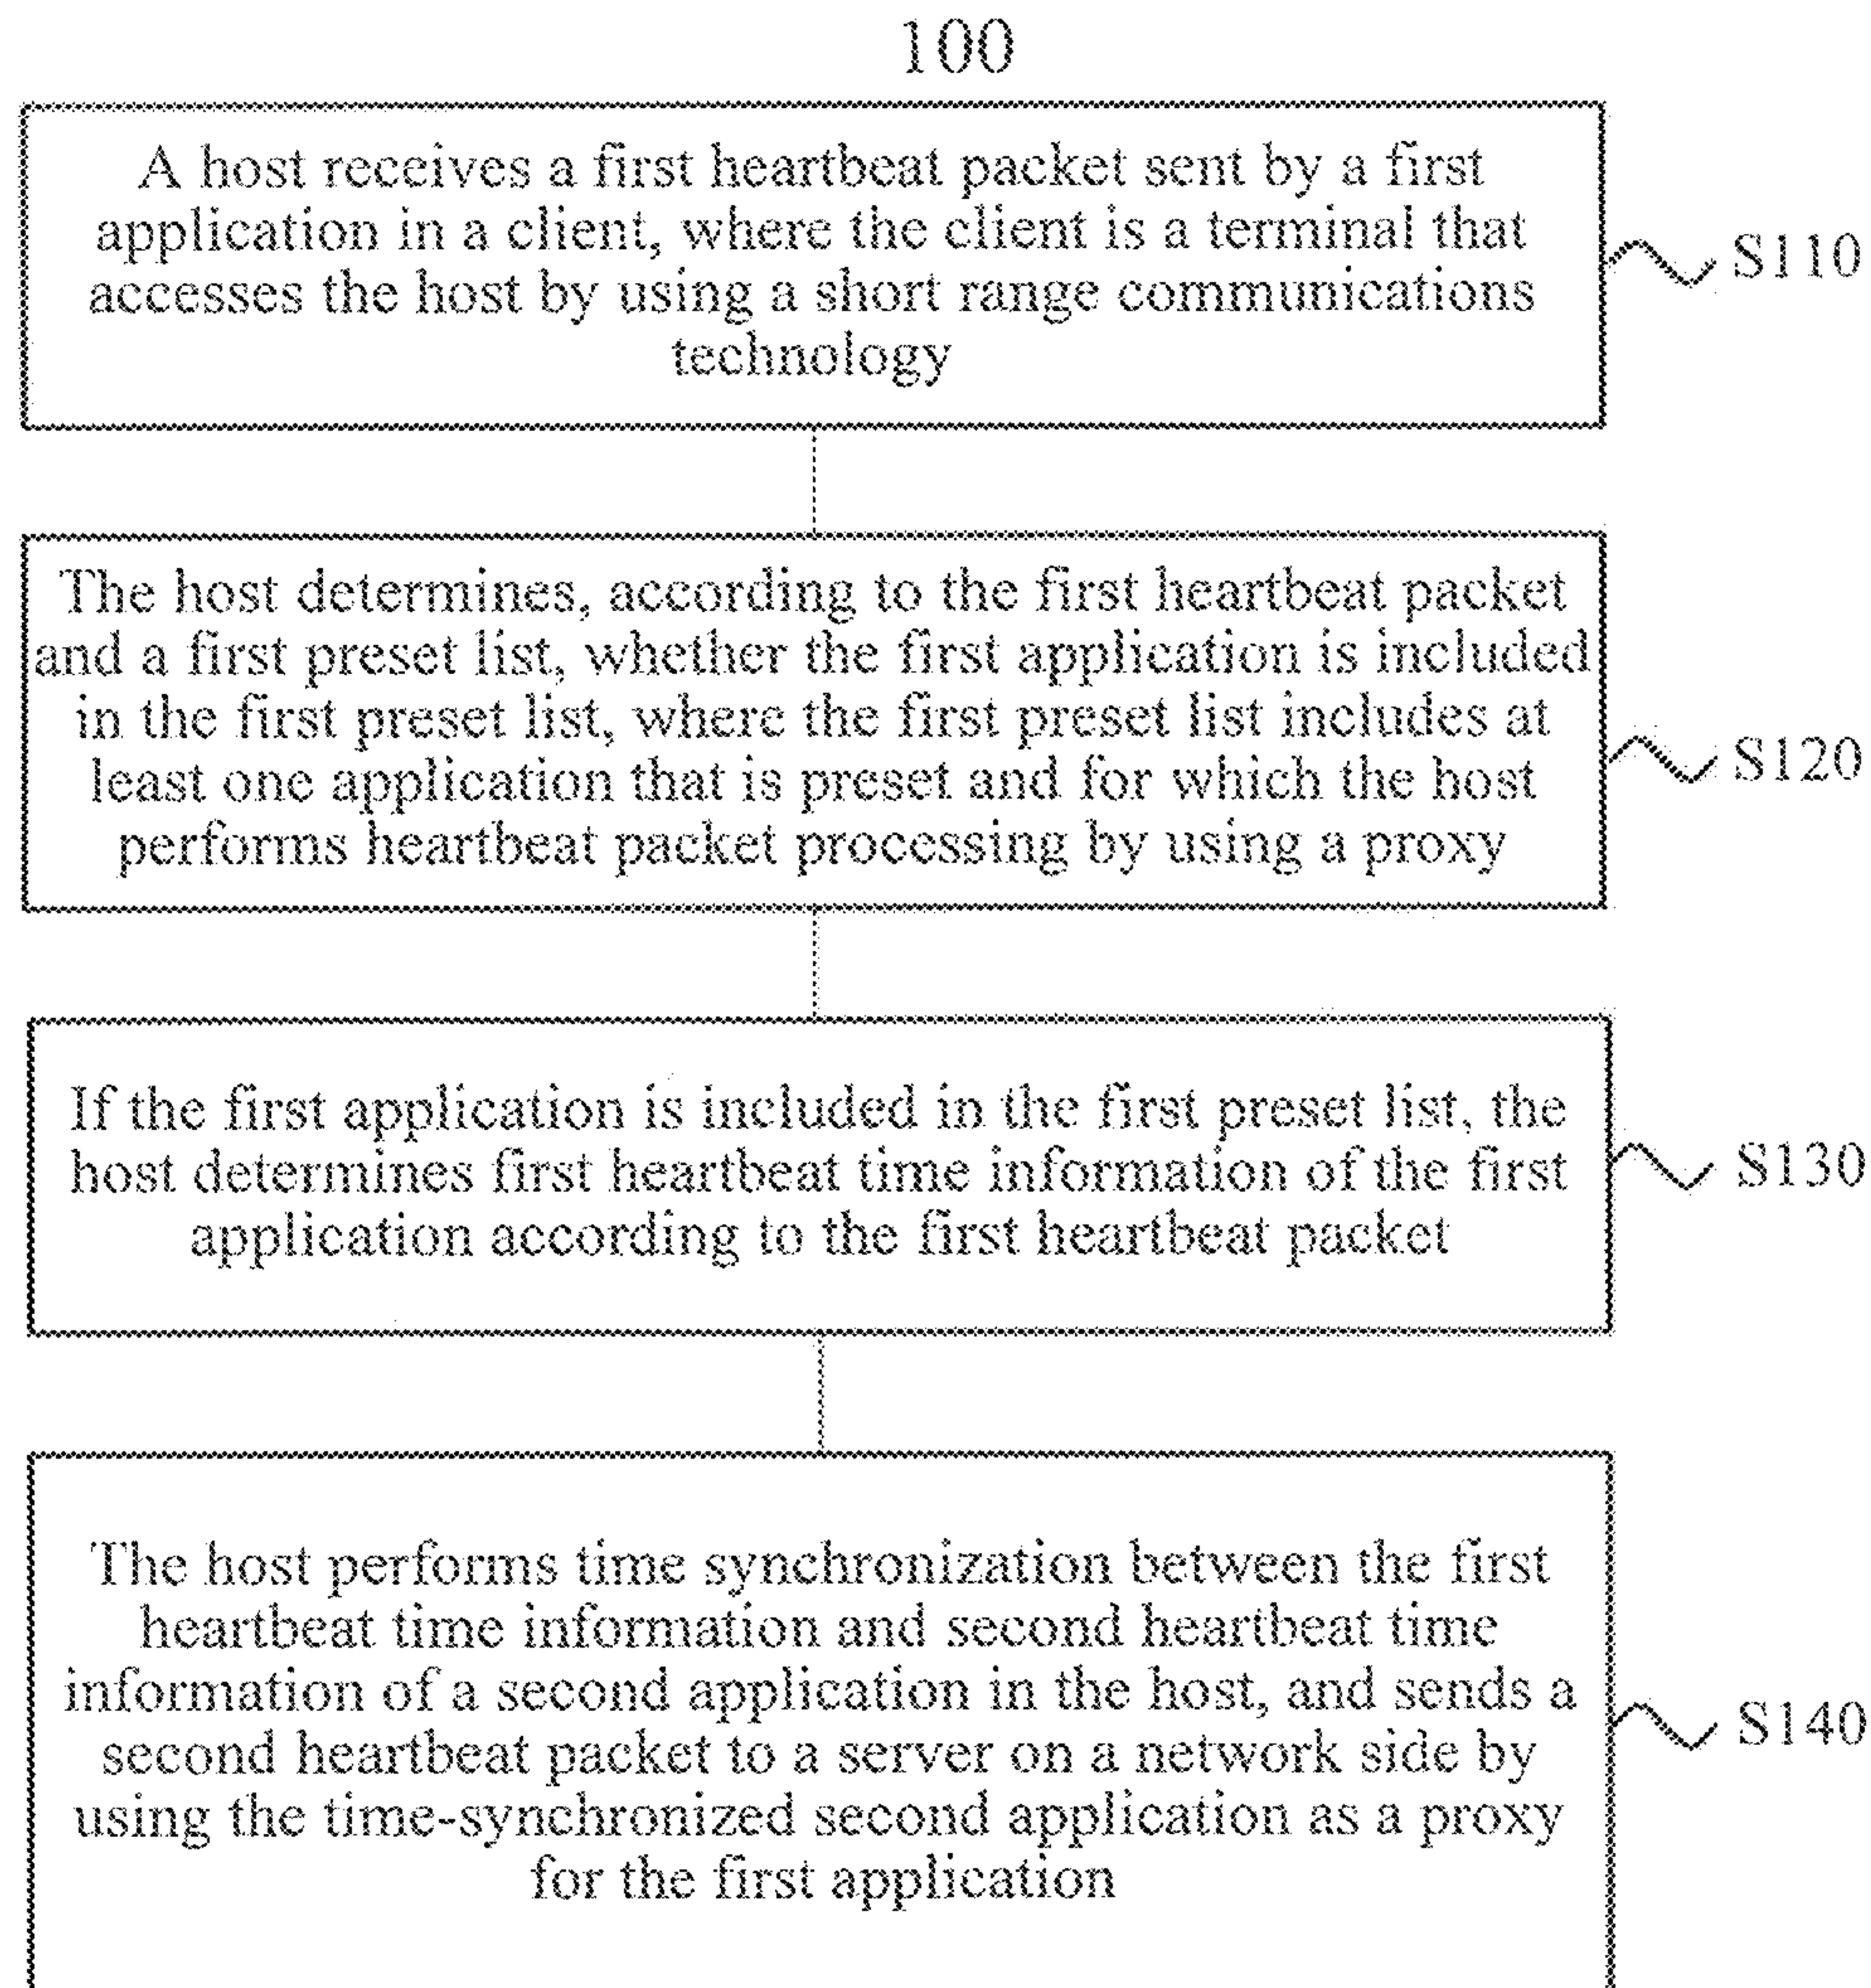 100
A host receives a first heartbeat packet sent by a first
application in a client, where the client is a terminal that
accesses the host by using a short range communications
technology
S110
The host determines, according to the first heartbeat packet
and a first preset list, whether the first application is included
in the first preset list, where the first preset list includes at
least one application that is preset and for which the host
performs heartbeat packet processing by using a proxy
S120
If the first application is included in the first preset list, the
host determines first heartbeat time information of the first
application according to the first heartbeat packet
S130
The host performs time synchronization between the first
heartbeat time information and second heartbeat time
information of a second application in the host, and sends a
second heartbeat packet to a server on a network side by
using the time-synchronized second application as a proxy
for the first application
S140